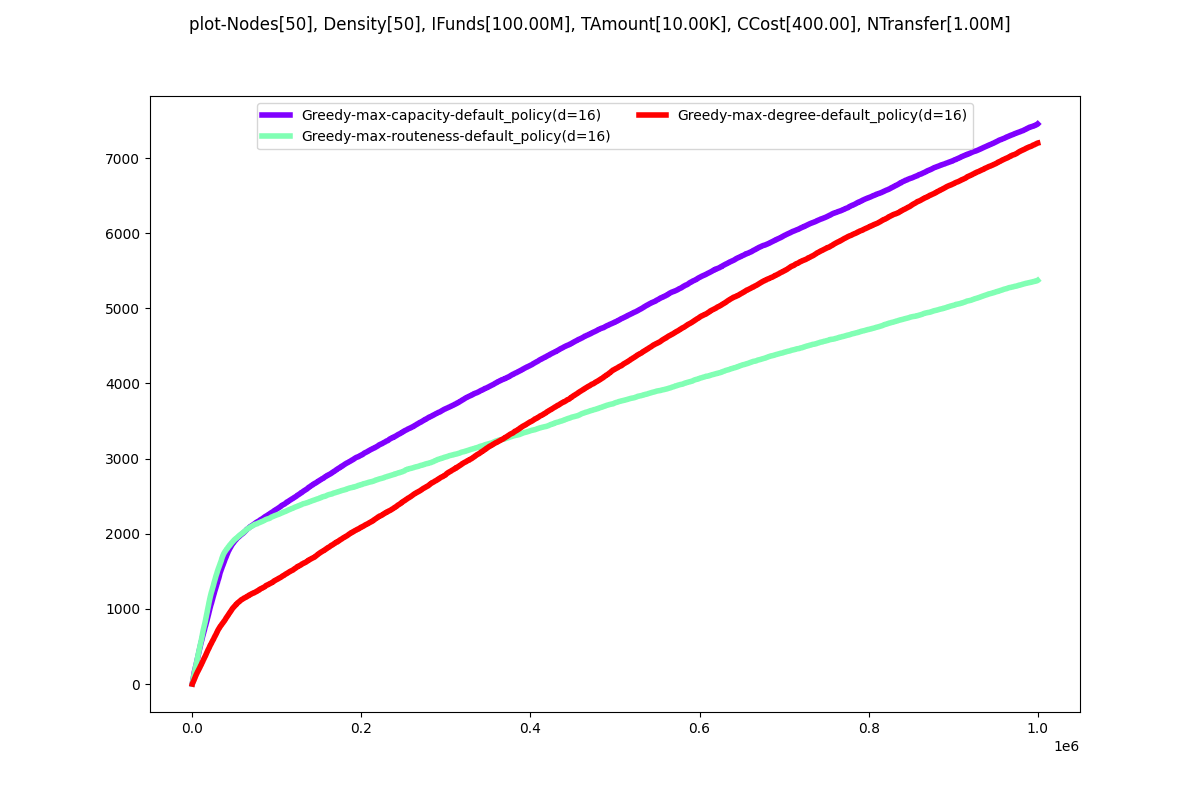 plot-Nodes[50], Density[50], IFunds[100.00M], TAmount[10.00K], CCost[400.00], NTransfer[1.00M]
Greedy-max-capacity-default_policy(d=16)
Greedy-max-routeness-default_policy(d=16)
Greedy-max-degree-default_policy(d=16)
7000
6000
5000
4000
3000
2000
1000
0
0.0 0.2 0.4 0.6 0.8 1.0
1e6